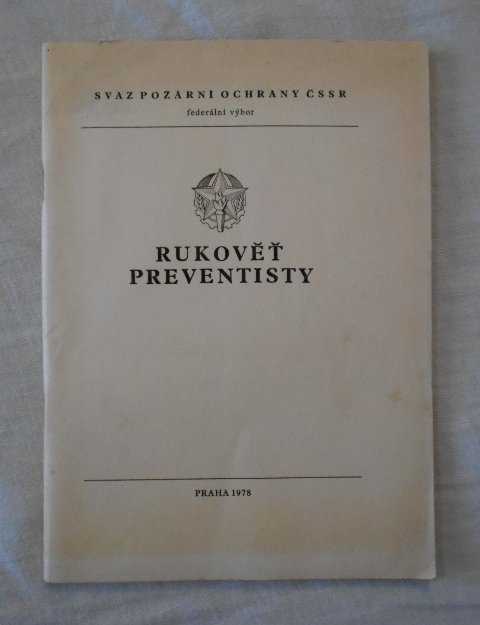 SVAZ POŽÁRNÍ OCHRANY ČSSR
federální výbor
RUKOVĚŤ
PREVENTISTY
PRAHA 1978